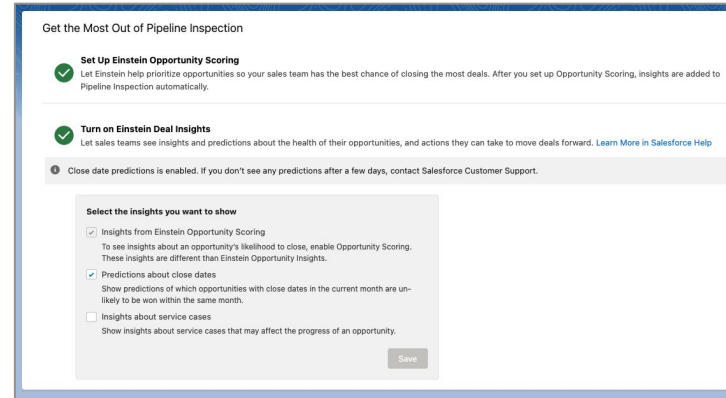 Get the Most Out of Pipeline Inspection
Set Up Einstein Opportunity Scoring
Let Einstein help prioritize opportunities so your sales team has the best chance of closing the most deals. After you set up Opportunity Scoring, insights are added to
Pipeline Inspection automatically.
Turn on Einstein Deal Insights
Let sales teams see insights and predictions about the health of their opportunities, and actions they can take to move deals forward. Learn More in Salesforce Help
Close date predictions is enabled. If you don't see any predictions after a few days, contact Salesforce Customer Support.
Select the insights you want to show
Insights from Einstein Opportunity Scoring
To see insights about an opportunity's likelihood to close, enable Opportunity Scoring.
These insights are different than Einstein Opportunity Insights.
Predictions about close dates
Show predictions of which opportunities with close dates in the current month are un-
likely to be won within the same month.
Insights about service cases
Show insights about service cases that may affect the progress of an opportunity.
Save